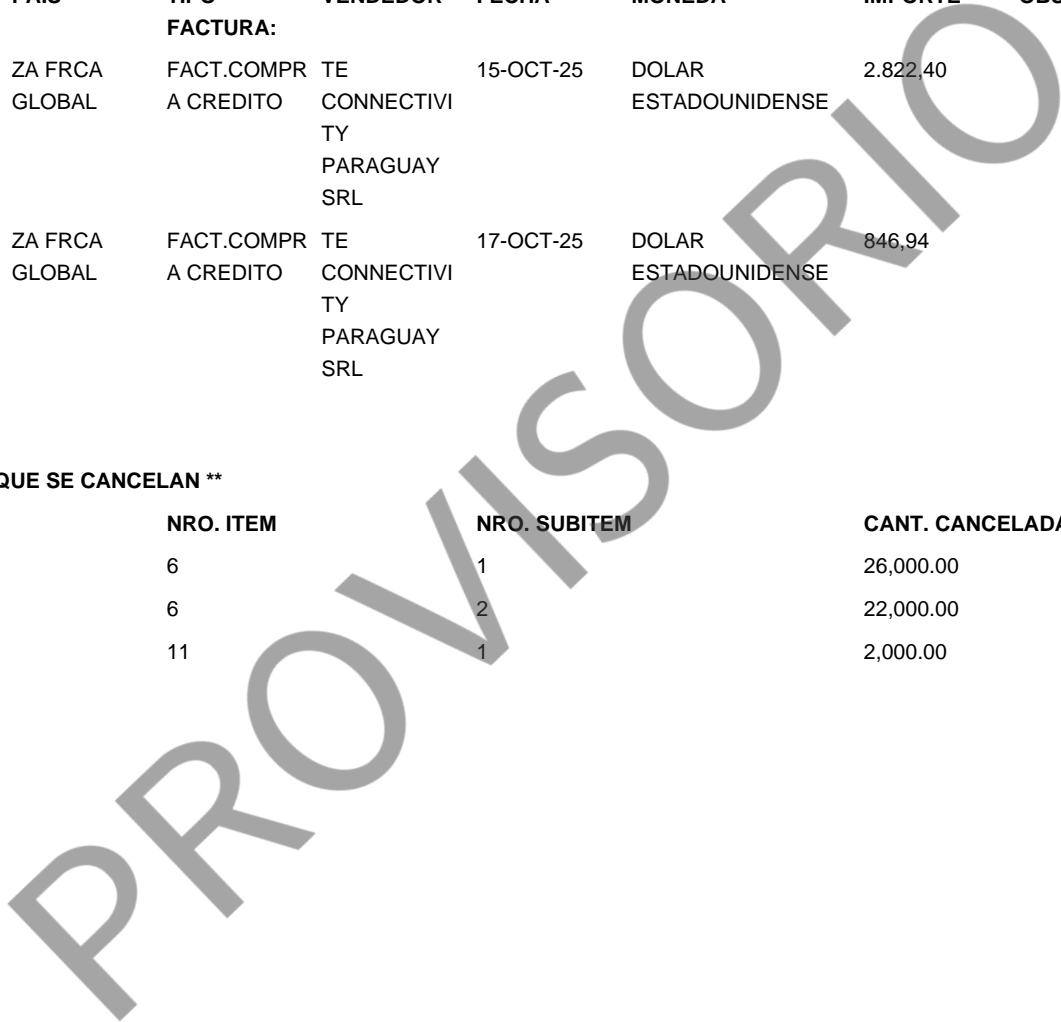 FACTURA:
ZA FRCA FACT.COMPR TE 15-OCT-25 DOLAR 2.822,40
GLOBAL A CREDITO CONNECTIVI ESTADOUNIDENSE
TY
PARAGUAY
SRL
ZA FRCA FACT.COMPR TE 17-OCT-25 DOLAR 846,94
GLOBAL A CREDITO CONNECTIVI ESTADOUNIDENSE
TY
PARAGUAY
SRL
QUE SE CANCELAN **
NRO. ITEM NRO. SUBITEM CANT. CANCELADA
6 1 26,000.00
6 2 22,000.00
11 1 2,000.00
PROVISORIO